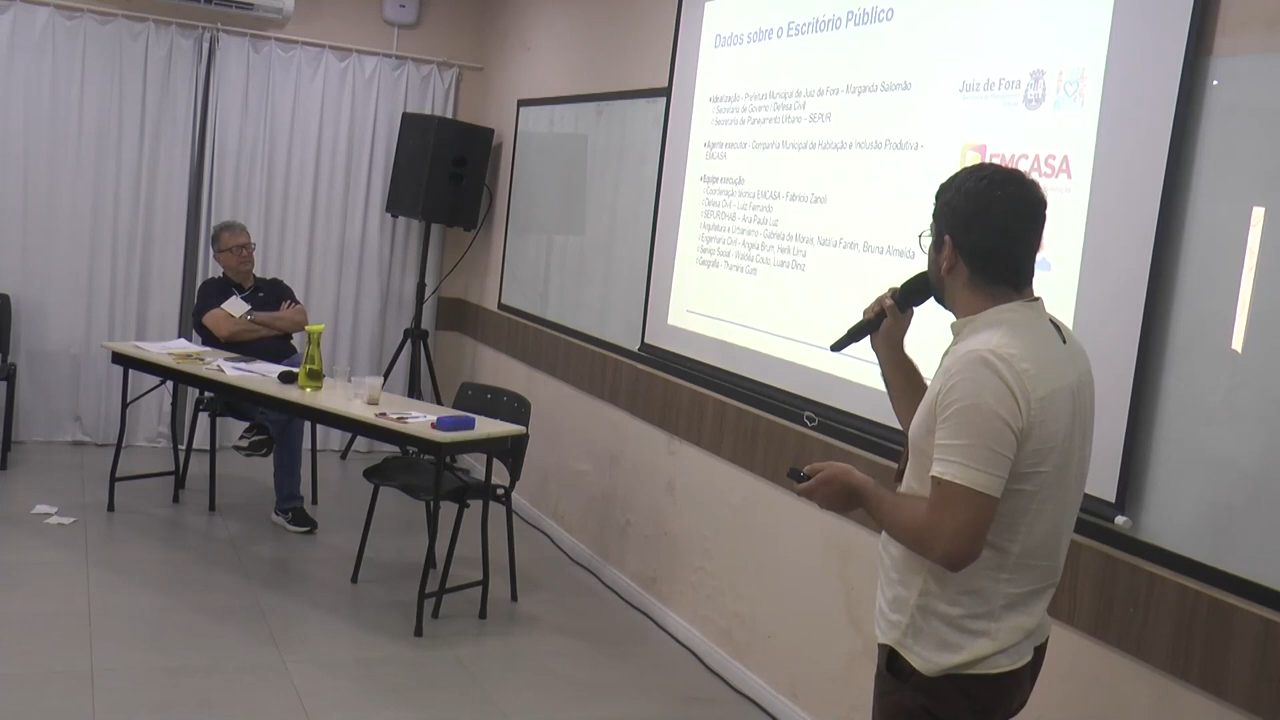 Dados sobre o Escritório Público
•Idealização - Prefeitura Municipal de Juiz de Fora – Margarida Salomão
○Secretaria de Governo / Defesa Civil
○Secretaria de Planejamento Urbano – SEPUR
•Agente executor - Companhia Municipal de Habitação e Inclusão Produtiva -
EMCASA
•Equipe execução
○Coordenação técnica EMCASA - Fabrício Zanoli
○Defesa Civil – Luiz Fernando
○SEPUR/DHAB – Ana Paula Luz
○Arquitetura e Urbanismo - Gabriela de Morais, Natália Fantin, Bruna Almeida
○Engenharia Civil - Angela Brum, Herik Lima
○Serviço Social - Waldéa Couto, Luana Diniz
○Geografia - Thamiris Gatti
Juiz de Fora
EMCASA